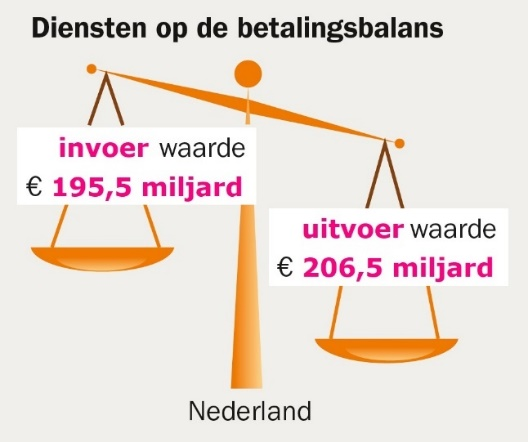 Diensten op de betalingsbalans
invoer waarde
€ 195,5 miljard
uitvoer waarde
€ 206,5 miljard
Nederland